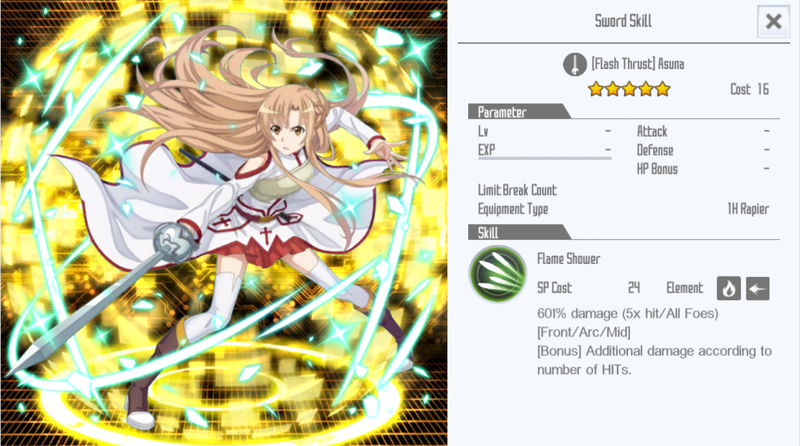 Sword Skill
[Flash Thrust] Asuna
Cost 16
Parameter
Lv - Attack -
EXP - Defense -
HP Bonus -
Limit Break Count
Equipment Type 1H Rapier
Skill
Flame Shower
SP Cost 24 Element
601% damage (5x hit/All Foes)
[Front/Arc/Mid]
[Bonus] Additional damage according to
number of HITs.